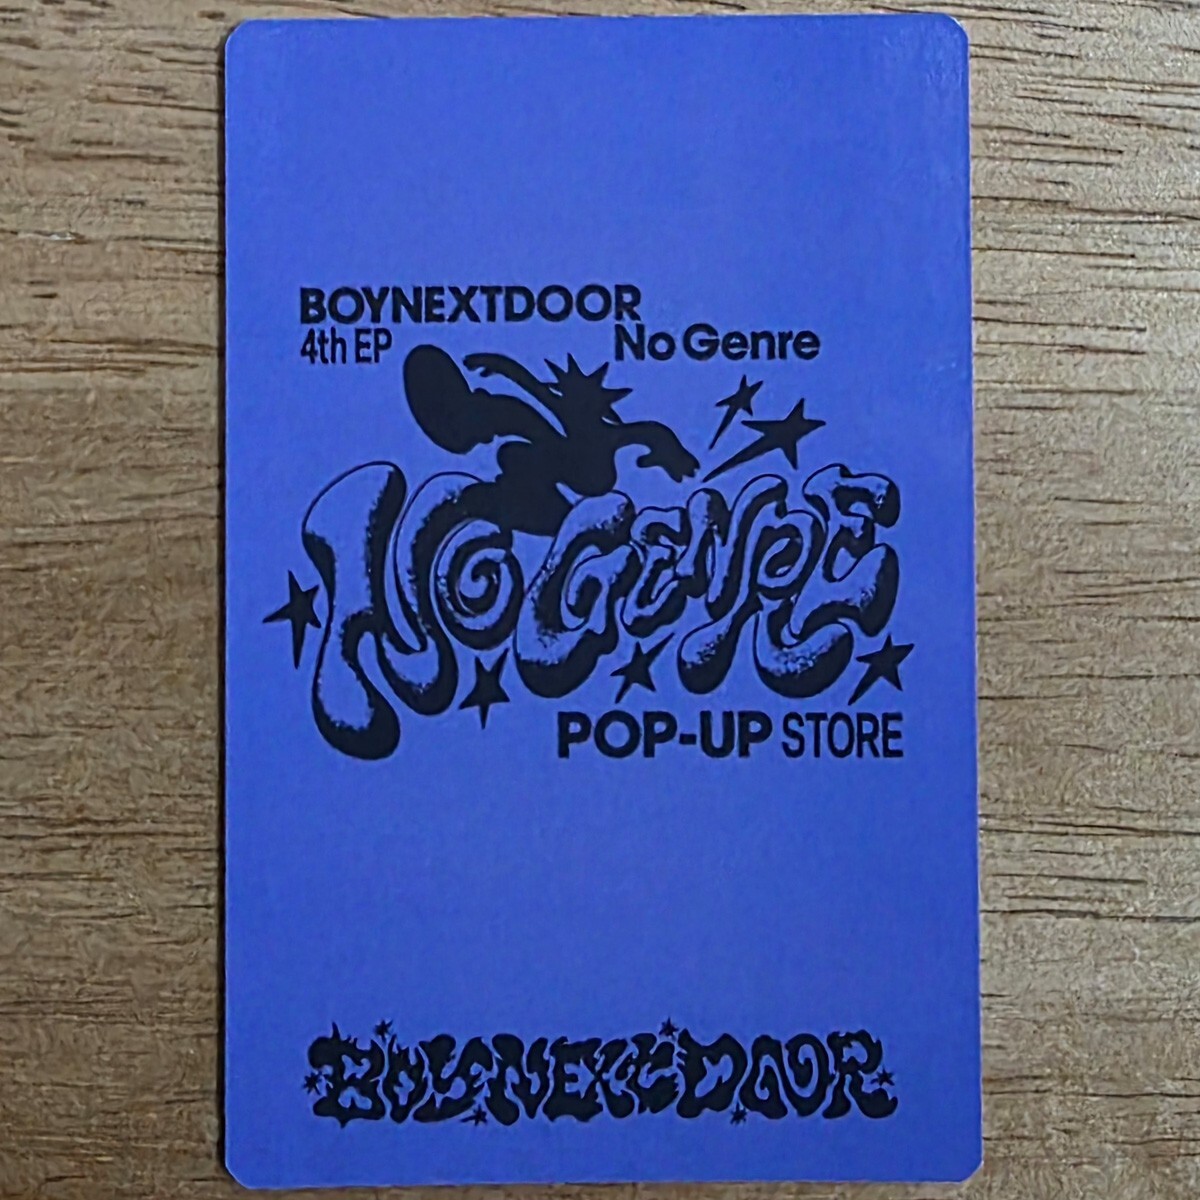 BOYNEXTDOOR
4th EP No Genre
NO GENRE
POP-UP STORE
BOYNEXTDOOR